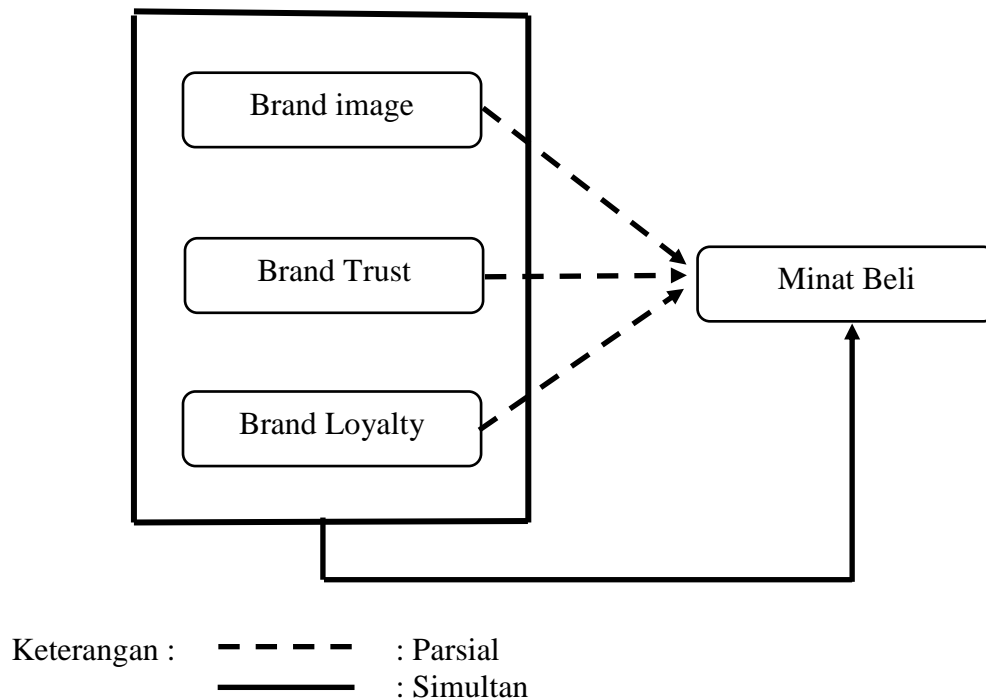 Brand image
Brand Trust
Minat Beli
Brand Loyalty
Keterangan : : Parsial
: Simultan